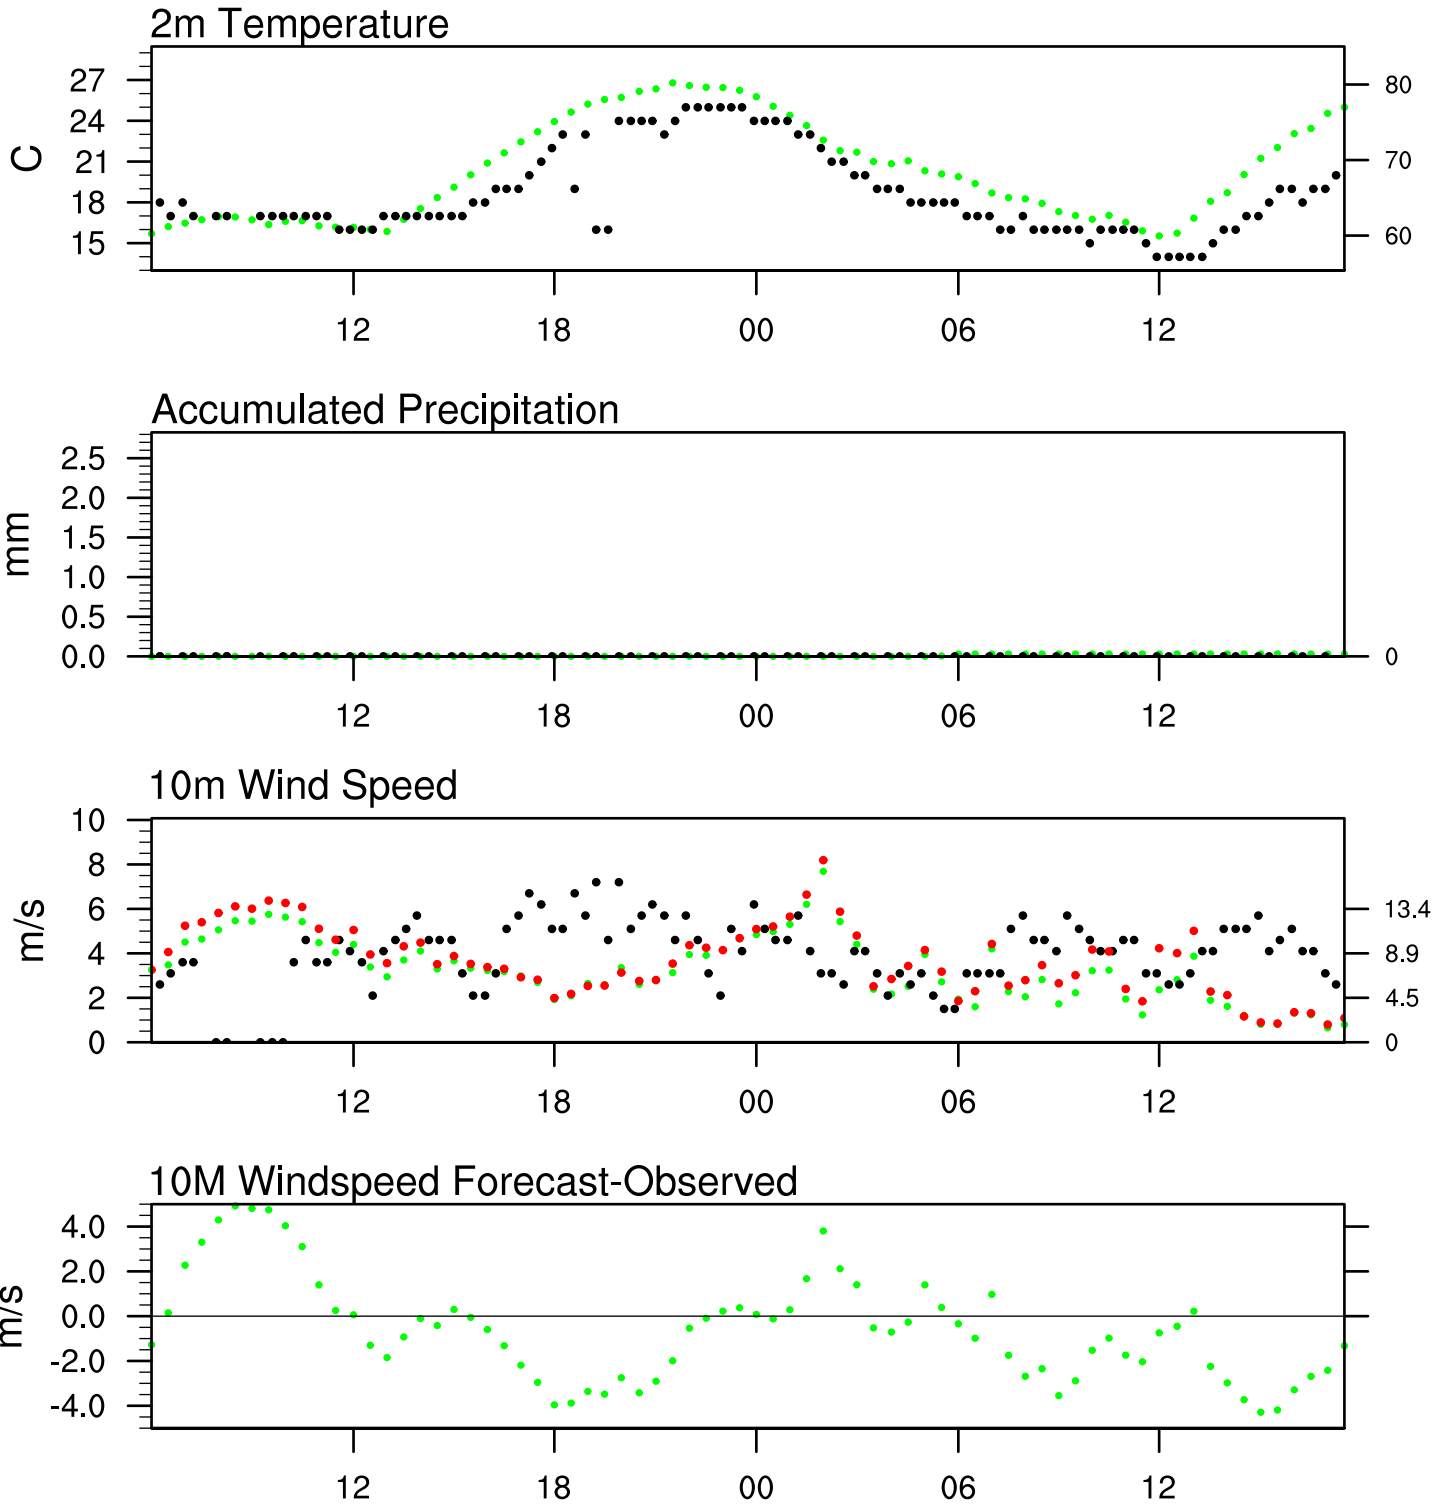 2m Temperature
27
24
21
18
15
C
80
70
60
12 18 00 06 12
Accumulated Precipitation
2.5
2.0
1.5
1.0
0.5
0.0
mm
0
12 18 00 06 12
10m Wind Speed
10
8
6
4
2
0
m/s
13.4
8.9
4.5
0
12 18 00 06 12
10M Windspeed Forecast-Observed
4.0
2.0
0.0
-2.0
-4.0
m/s
12 18 00 06 12